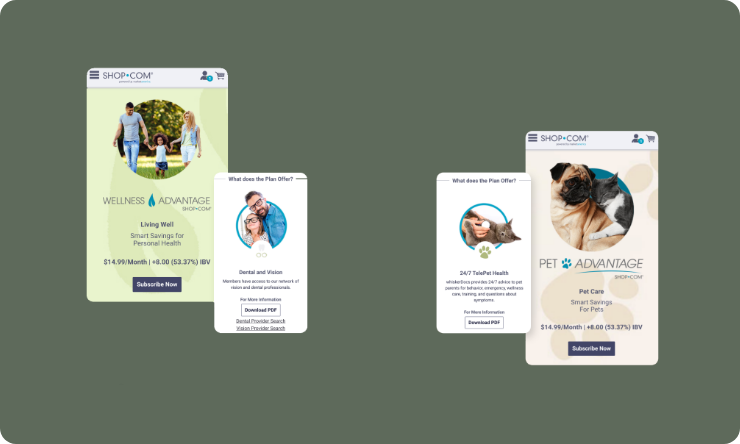 SHOP•COM®
WELLNESS ADVANTAGE
SHOP•COM®
Living Well
Smart Savings for
Personal Health
$14.99/Month | +8.00 (53.37%) IBV
Subscribe Now
What does the Plan Offer?
Dental and Vision
Members have access to our network of
vision and dental professionals.
For More Information
Download PDF
Dental Provider Search
Vision Provider Search
What does the Plan Offer?
24/7 TelePet Health
whiskerDocs provides 24/7 advice to pet
parents for behavior, emergency, wellness
care, training, and questions about
symptoms.
For More Information
Download PDF
SHOP•COM®
PET ADVANTAGE
SHOP•COM®
Pet Care
Smart Savings
For Pets
$14.99/Month | +8.00 (53.37%) IBV
Subscribe Now